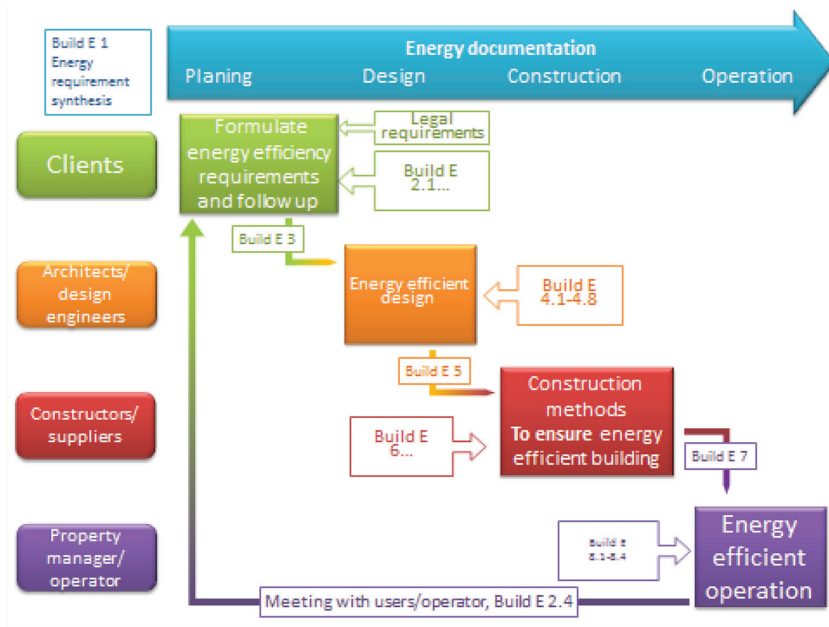 Build E 1
Energy
requirement
synthesis
Energy documentation
Planing
Design
Construction
Operation
Clients
Formulate
energy efficiency
requirements
and follow up
Legal
requirements
Build E
2.1...
Build E 3
Architects/
design
engineers
Energy efficient
design
Build E
4.1-4.8
Build E 5
Constructors/
suppliers
Build E
6...
Construction
methods
To ensure energy
efficient building
Build E 7
Property
manager/
operator
Build E
8.1-8.4
Energy
efficient
operation
Meeting with users/operator, Build E 2.4